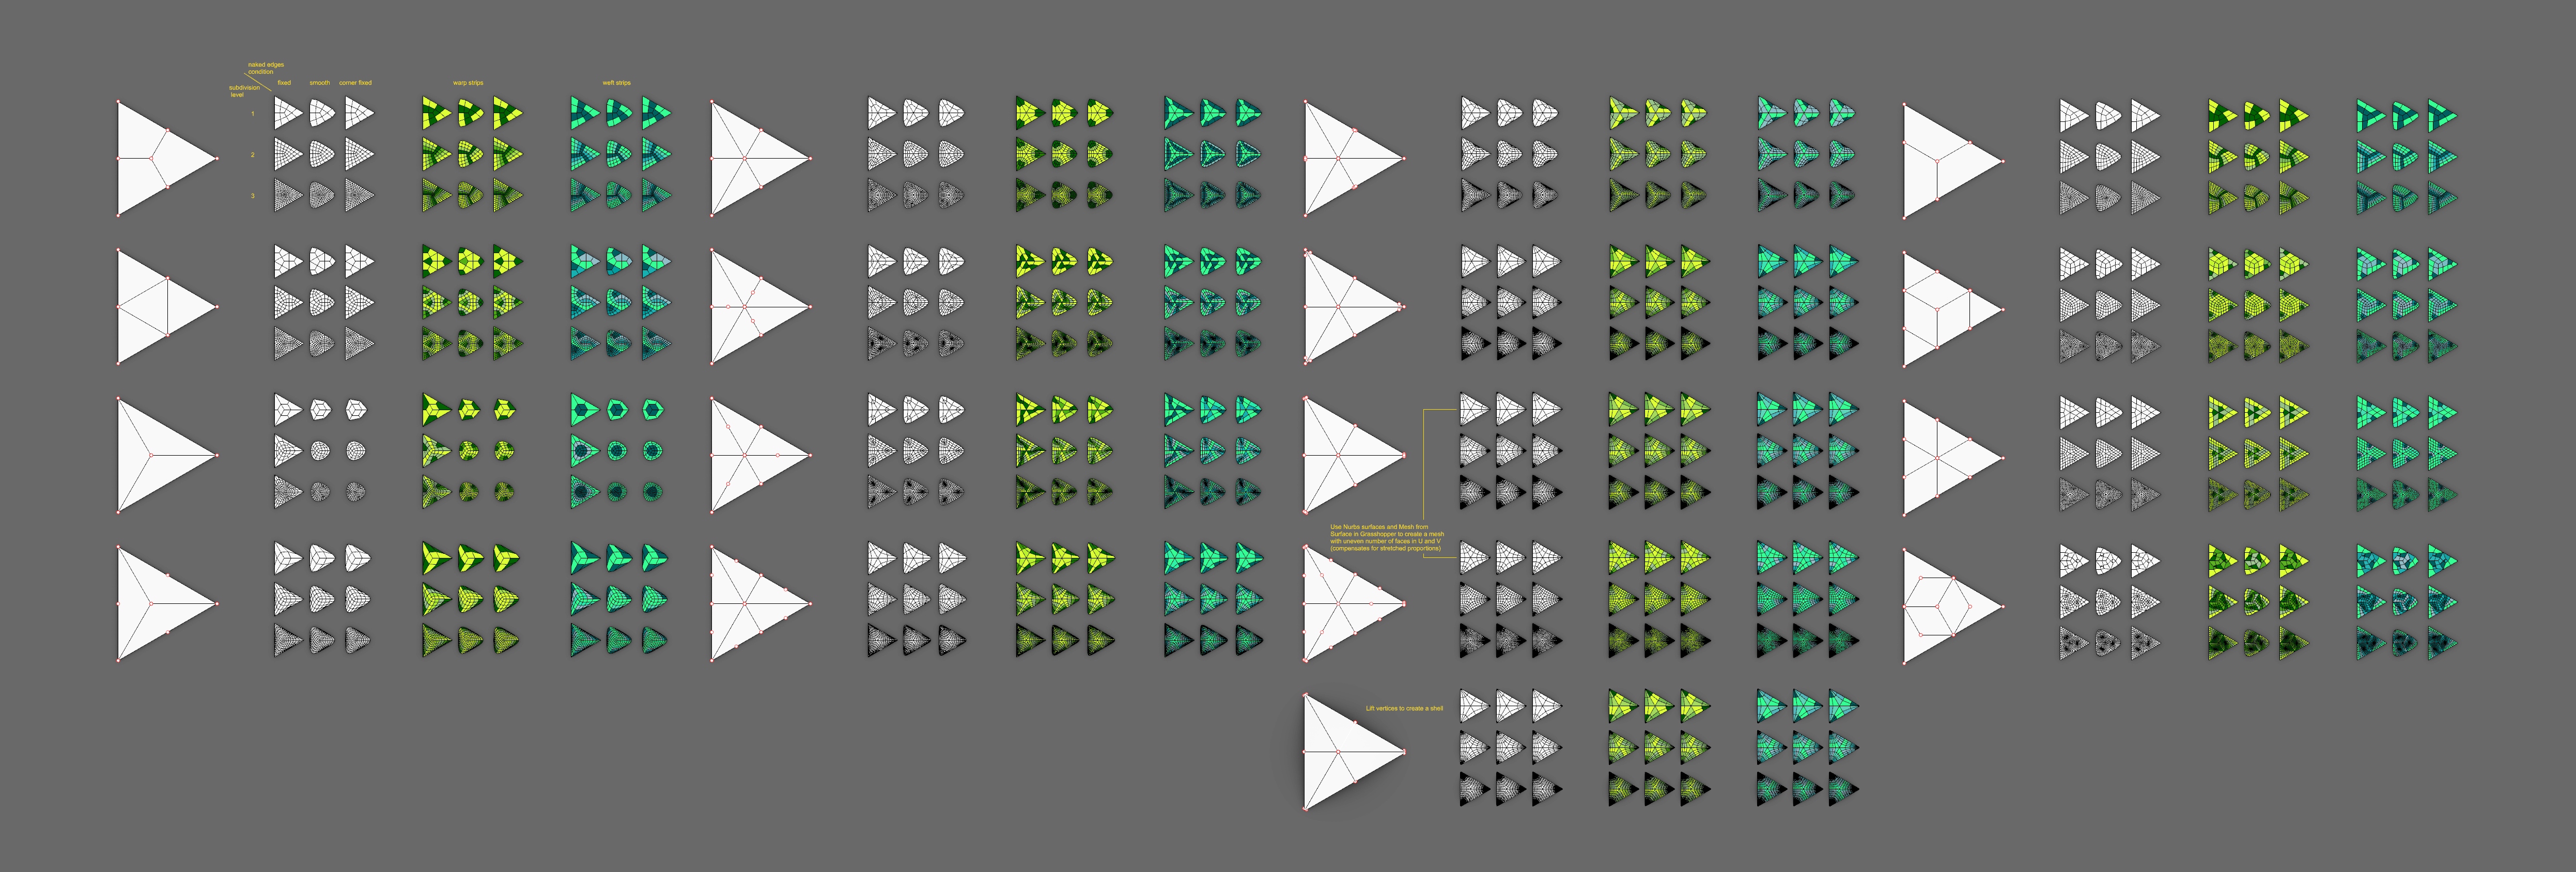 naked edges
condition
subdivision
level
fixed
smooth
corner fixed
warp strips
weft strips
1
2
3
Use Nurbs surfaces and Mesh from
Surface in Grasshopper to create a mesh
with uneven number of faces in U and V
(compensates for stretched proportions)
Lift vertices to create a shell